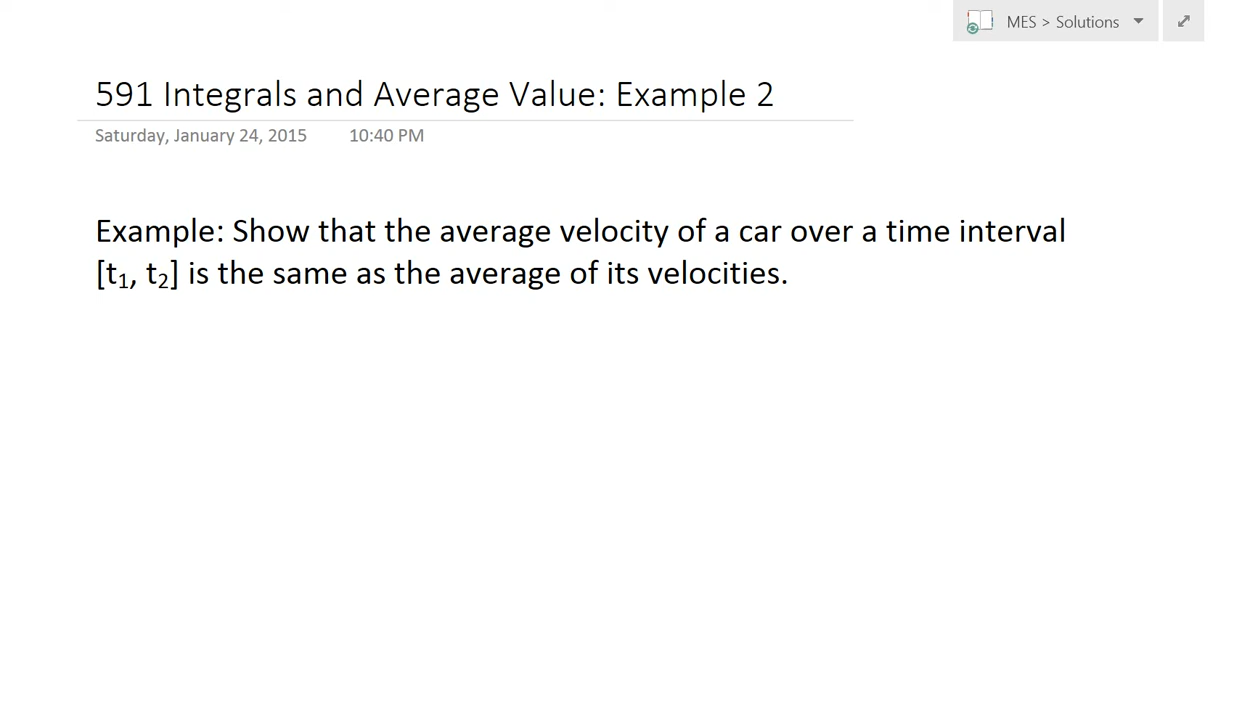 MES > Solutions
591 Integrals and Average Value: Example 2
Saturday, January 24, 2015 10:40 PM
Example: Show that the average velocity of a car over a time interval
[t₁, t₂] is the same as the average of its velocities.